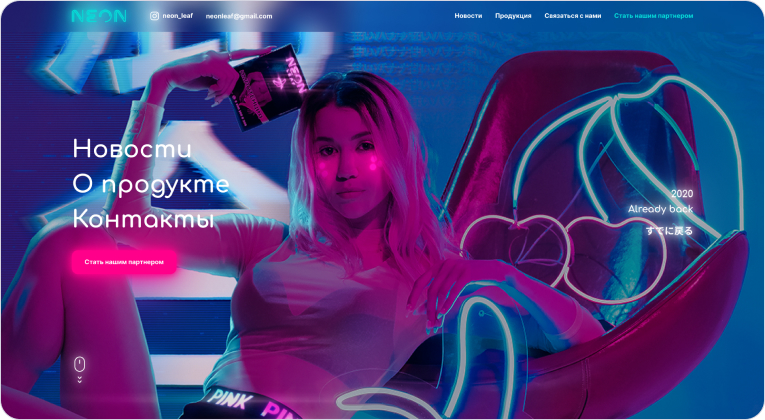 NEON
neon_leaf
neonleaf@gmail.com
Новости
Продукция
Связаться с нами
Стать нашим партнером
NEON
Новости
О продукте
Контакты
2020
Already back
すでに戻る
Стать нашим партнером
PINK
PINK